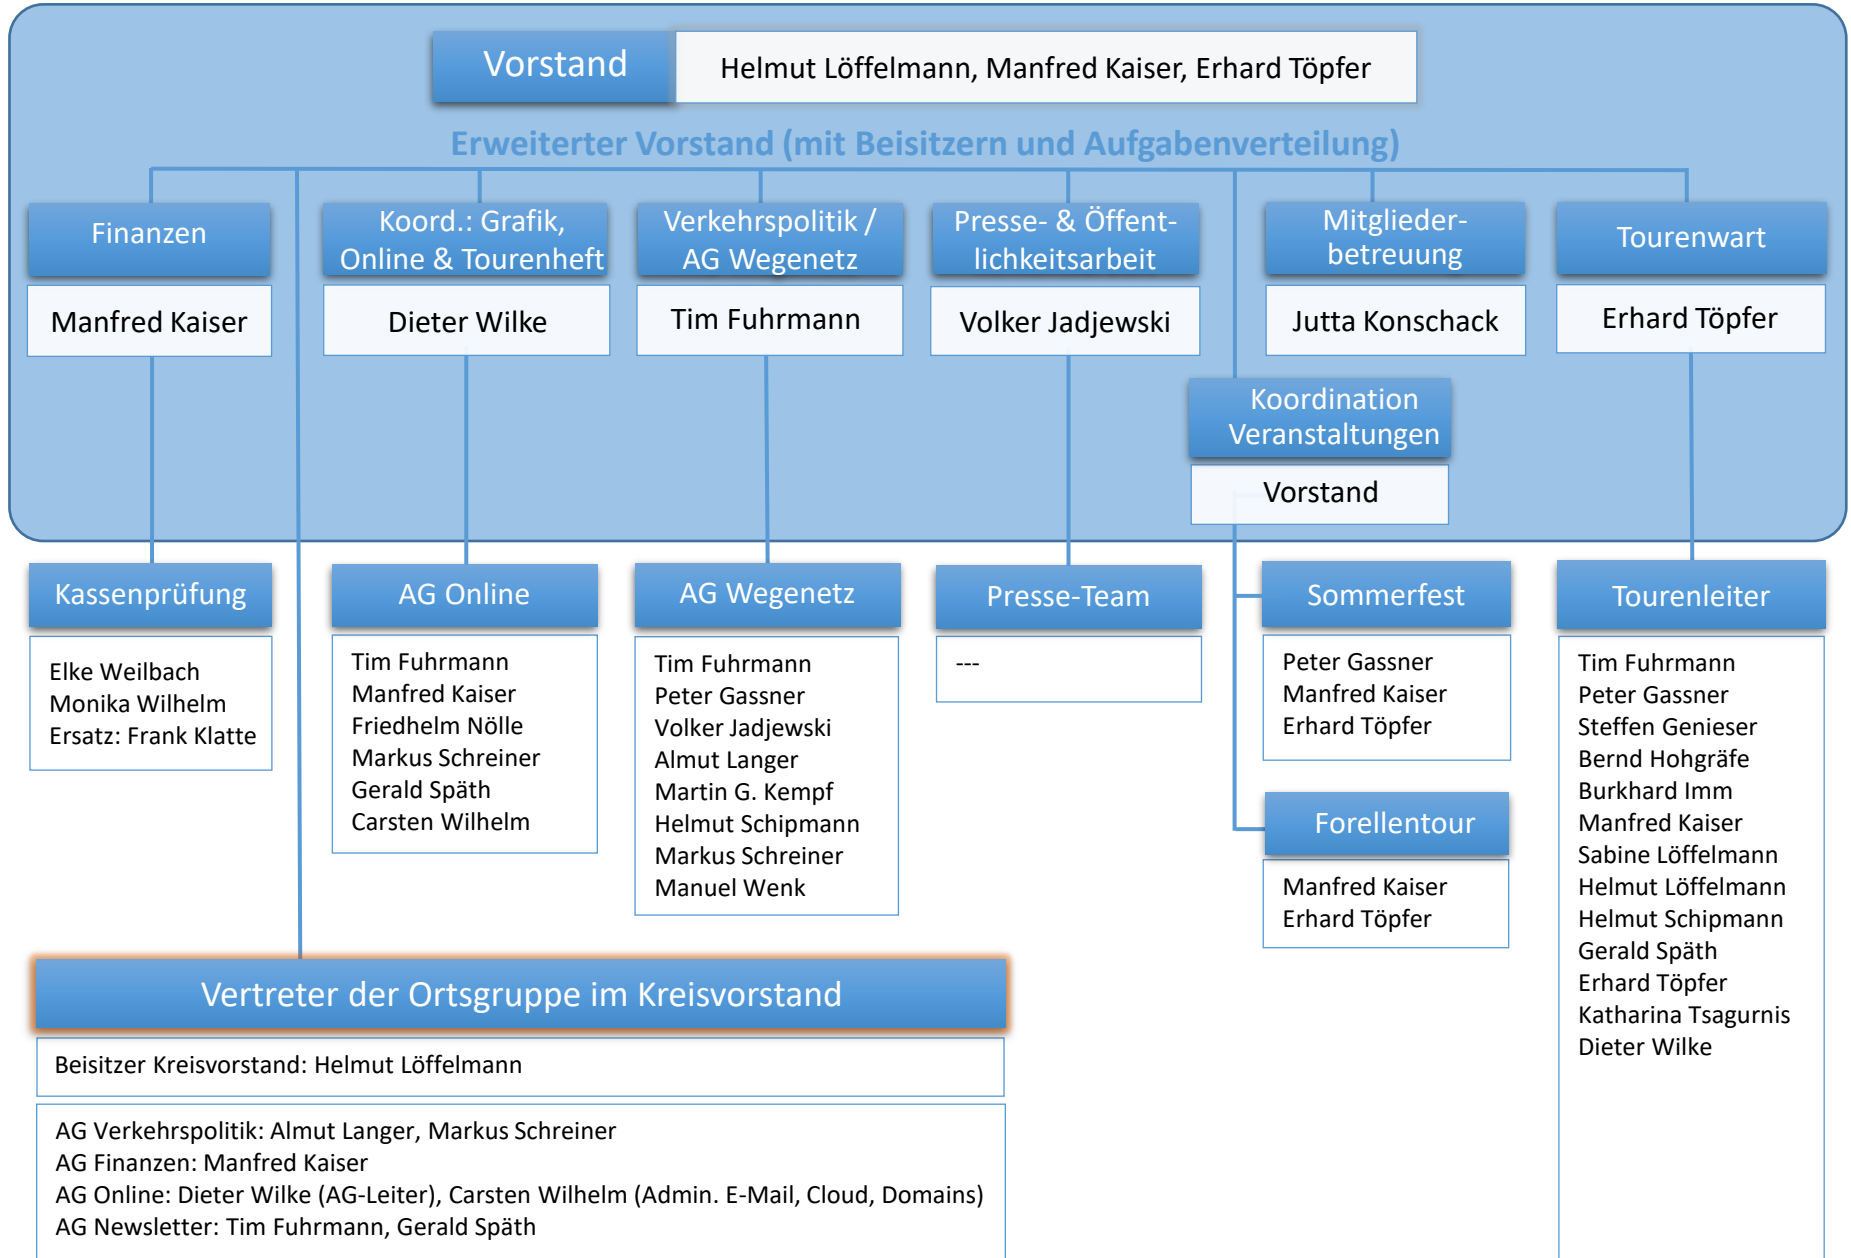 Vorstand
Helmut Löffelmann, Manfred Kaiser, Erhard Töpfer
Erweiterter Vorstand (mit Beisitzern und Aufgabenverteilung)
Finanzen
Manfred Kaiser
Koord.: Grafik,
Online & Tourenheft
Dieter Wilke
Verkehrspolitik /
AG Wegenetz
Tim Fuhrmann
Presse- & Öffent-
lichkeitsarbeit
Volker Jadjewski
Mitglieder-
betreuung
Jutta Konschack
Tourenwart
Erhard Töpfer
Koordination
Veranstaltungen
Vorstand
Kassenprüfung
Elke Weilbach
Monika Wilhelm
Ersatz: Frank Klatte
AG Online
Tim Fuhrmann
Manfred Kaiser
Friedhelm Nölle
Markus Schreiner
Gerald Späth
Carsten Wilhelm
AG Wegenetz
Tim Fuhrmann
Peter Gassner
Volker Jadjewski
Almut Langer
Martin G. Kempf
Helmut Schipmann
Markus Schreiner
Manuel Wenk
Presse-Team
---
Sommerfest
Peter Gassner
Manfred Kaiser
Erhard Töpfer
Forellentour
Manfred Kaiser
Erhard Töpfer
Tourenleiter
Tim Fuhrmann
Peter Gassner
Steffen Genieser
Bernd Hohgräfe
Burkhard Imm
Manfred Kaiser
Sabine Löffelmann
Helmut Löffelmann
Helmut Schipmann
Gerald Späth
Erhard Töpfer
Katharina Tsagurnis
Dieter Wilke
Vertreter der Ortsgruppe im Kreisvorstand
Beisitzer Kreisvorstand: Helmut Löffelmann
AG Verkehrspolitik: Almut Langer, Markus Schreiner
AG Finanzen: Manfred Kaiser
AG Online: Dieter Wilke (AG-Leiter), Carsten Wilhelm (Admin. E-Mail, Cloud, Domains)
AG Newsletter: Tim Fuhrmann, Gerald Späth